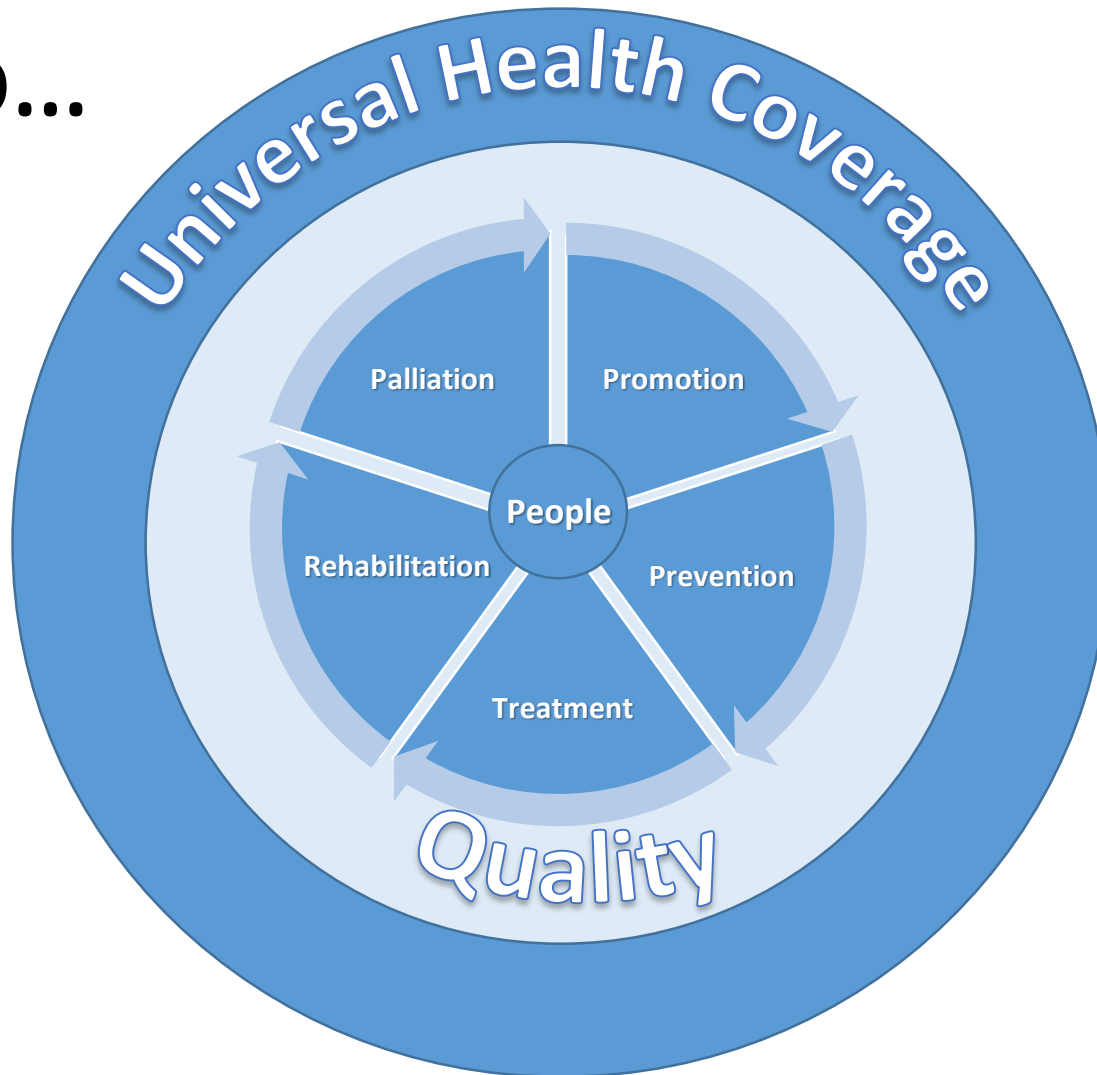 Universal Health Coverage
Palliation
Promotion
People
Rehabilitation
Prevention
Treatment
Quality